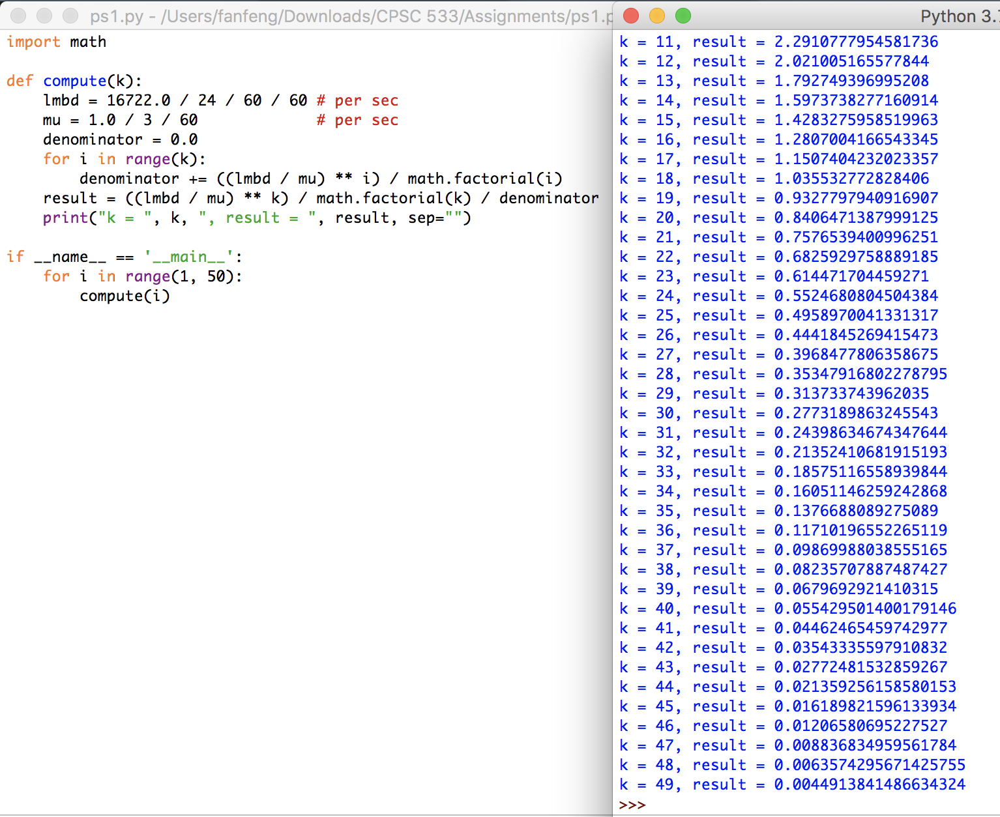 ps1.py - /Users/fanfeng/Downloads/CPSC 533/Assignments/ps1.p
import math
def compute(k):
    lmbd = 16722.0 / 24 / 60 / 60 # per sec
    mu = 1.0 / 3 / 60             # per sec
    denominator = 0.0
    for i in range(k):
        denominator += ((lmbd / mu) ** i) / math.factorial(i)
    result = ((lmbd / mu) ** k) / math.factorial(k) / denominator
    print("k = ", k, ", result = ", result, sep="")
if __name__ == '__main__':
    for i in range(1, 50):
        compute(i)
Python 3.7
k = 11, result = 2.2910777954581736
k = 12, result = 2.021005165577844
k = 13, result = 1.792749396995208
k = 14, result = 1.5973738277160914
k = 15, result = 1.4283275958519963
k = 16, result = 1.2807004166543345
k = 17, result = 1.1507404232023357
k = 18, result = 1.035532772828406
k = 19, result = 0.9327797940916907
k = 20, result = 0.8406471387999125
k = 21, result = 0.7576539400996251
k = 22, result = 0.6825929758889185
k = 23, result = 0.614471704459271
k = 24, result = 0.5524680804504384
k = 25, result = 0.4958970041331317
k = 26, result = 0.4441845269415473
k = 27, result = 0.3968477806358675
k = 28, result = 0.35347916802278795
k = 29, result = 0.313733743962035
k = 30, result = 0.2773189863245543
k = 31, result = 0.24398634674347644
k = 32, result = 0.21352410681915193
k = 33, result = 0.18575116558939844
k = 34, result = 0.16051146259242868
k = 35, result = 0.1376688089275089
k = 36, result = 0.11710196552265119
k = 37, result = 0.09869988038555165
k = 38, result = 0.08235707887487427
k = 39, result = 0.0679692921410315
k = 40, result = 0.055429501400179146
k = 41, result = 0.04462465459742977
k = 42, result = 0.03543335597910832
k = 43, result = 0.02772481532859267
k = 44, result = 0.021359256158580153
k = 45, result = 0.016189821596133934
k = 46, result = 0.01206580695227527
k = 47, result = 0.008836834959561784
k = 48, result = 0.0063574295671425755
k = 49, result = 0.0044913841486634324
>>>